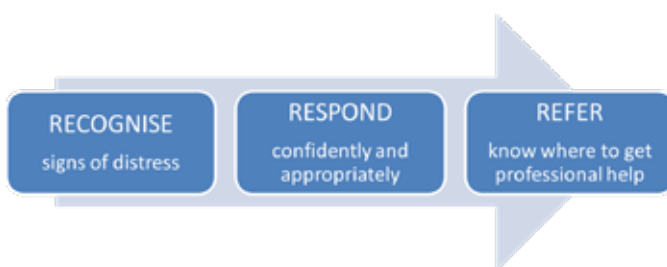 RECOGNISE
signs of distress
RESPOND
confidently and
appropriately
REFER
know where to get
professional help